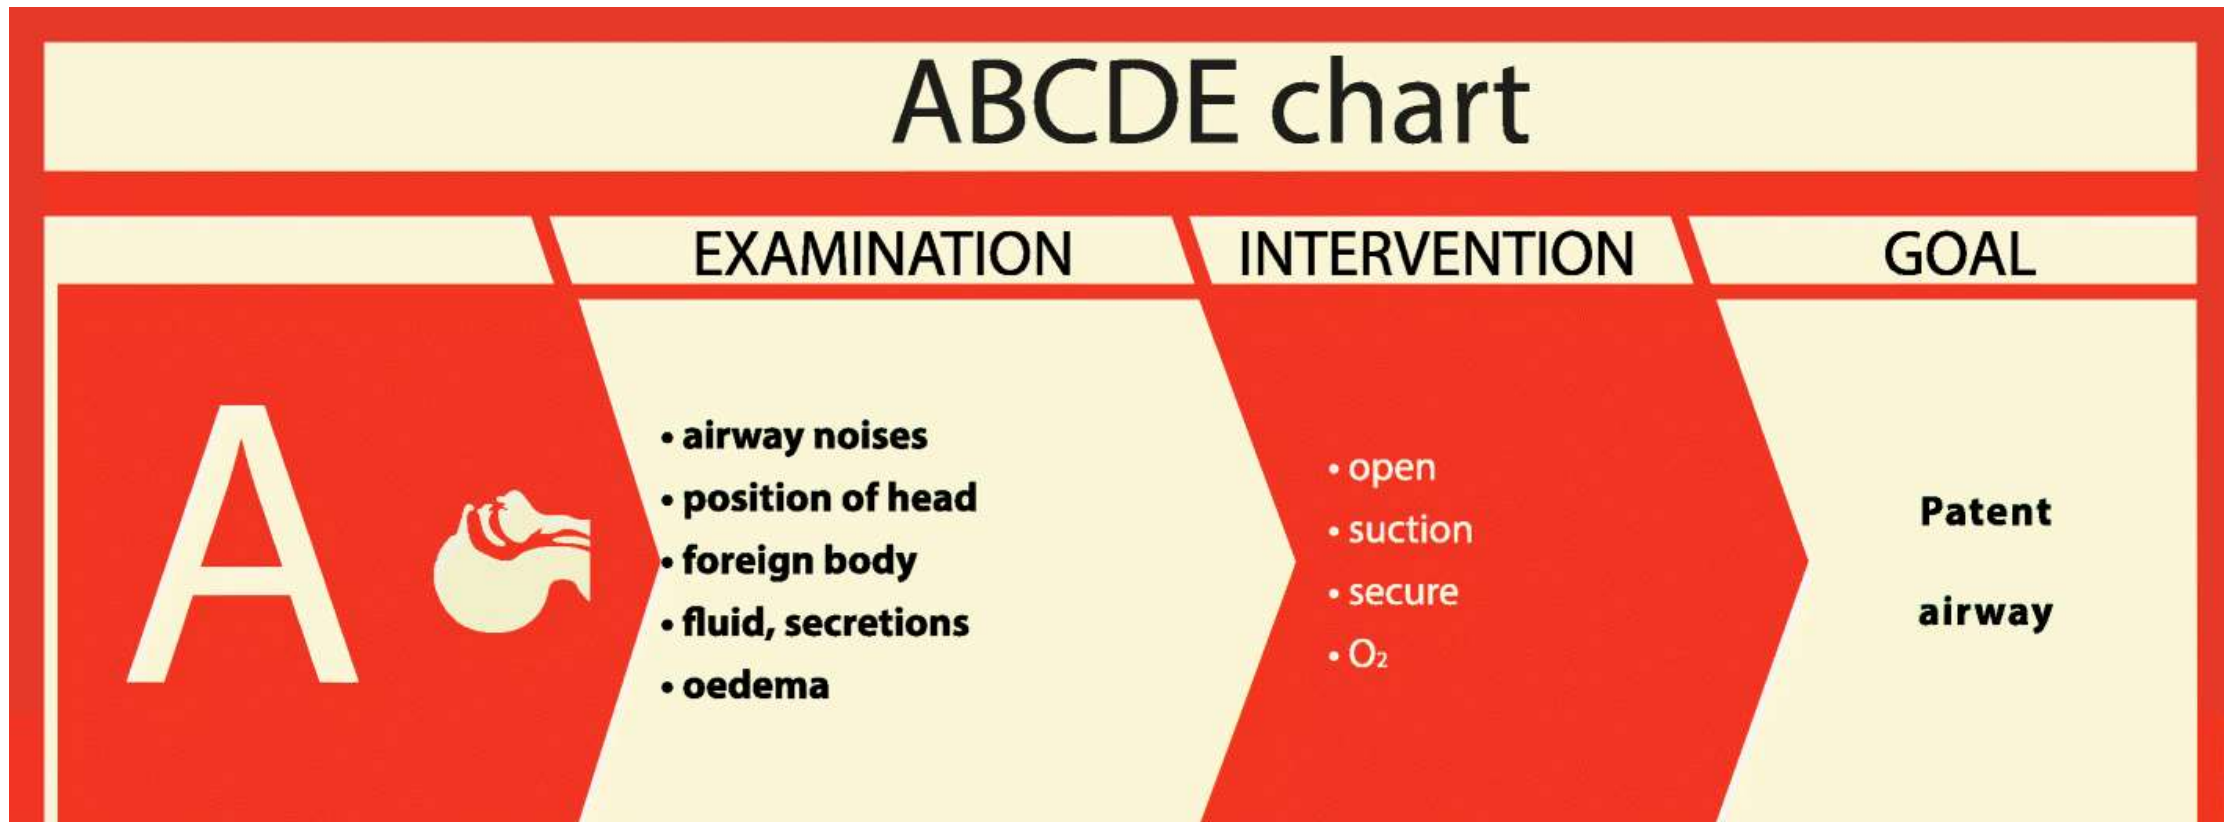 ABCDE chart
EXAMINATION
INTERVENTION
GOAL
A
• airway noises
• position of head
• foreign body
• fluid, secretions
• oedema
• open
• suction
• secure
• O₂
Patent
airway